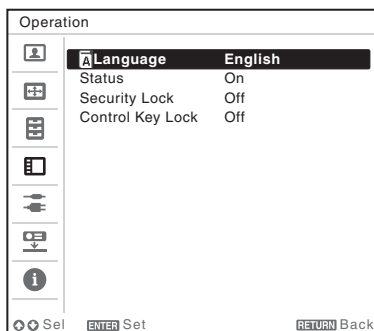 Operation
A Language English
Status On
Security Lock Off
Control Key Lock Off
Sel ENTER Set RETURN Back